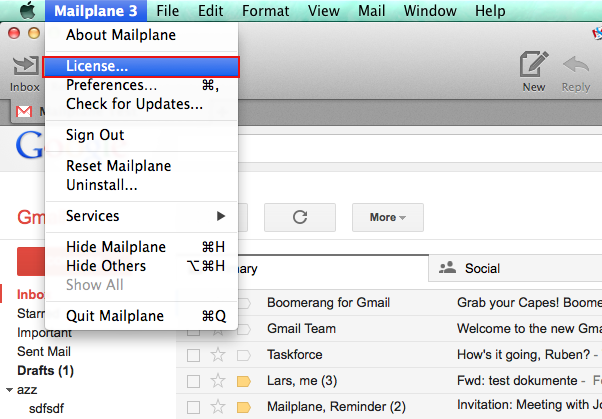 Mailplane 3 File Edit Format View Mail Window Help
About Mailplane
License...
Preferences... ⌘,
Check for Updates...
Sign Out
Reset Mailplane
Uninstall...
Services ▶
Hide Mailplane ⌘H
Hide Others ⌥⌘H
Show All
Quit Mailplane ⌘Q
Inbox New Reply
More
Social
Boomerang for Gmail Grab your Capes! Boome
Gmail Team Welcome to the new Gma
Taskforce How's it going, Ruben? -
Lars, me (3) Fwd: test dokumente - Fo
Mailplane, Reminder (2) Invitation: Meeting with Jo
Gm
Inbo
Starr
Important
Sent Mail
Drafts (1)
azz
sdfsdf